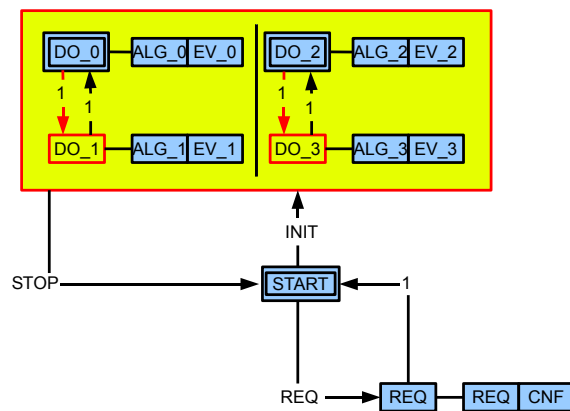 DO_0 ALG_0 EV_0 DO_2 ALG_2 EV_2
1 1 1 1
DO_1 ALG_1 EV_1 DO_3 ALG_3 EV_3
INIT
STOP START 1
REQ REQ REQ CNF